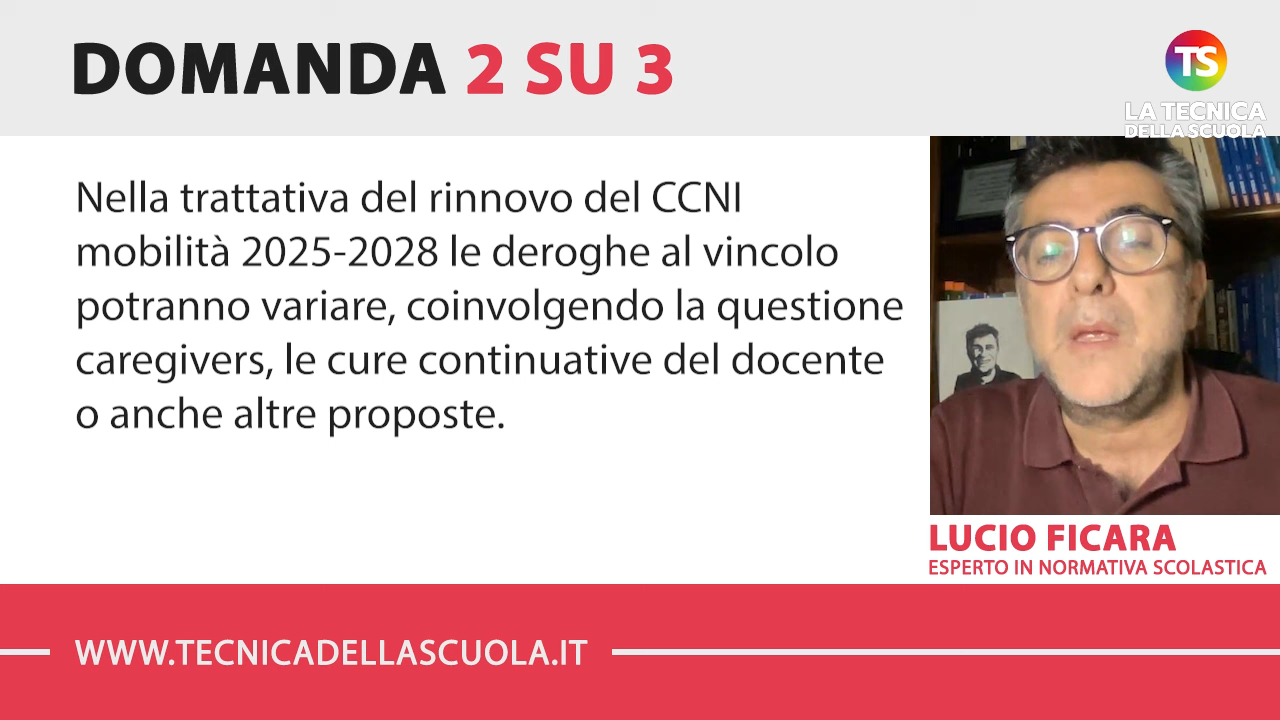 DOMANDA 2 SU 3
TS
LA TECNICA
DELLA SCUOLA
Nella trattativa del rinnovo del CCNI
mobilità 2025-2028 le deroghe al vincolo
potranno variare, coinvolgendo la questione
caregivers, le cure continuative del docente
o anche altre proposte.
LUCIO FICARA
ESPERTO IN NORMATIVA SCOLASTICA
WWW.TECNICADELLASCUOLA.IT